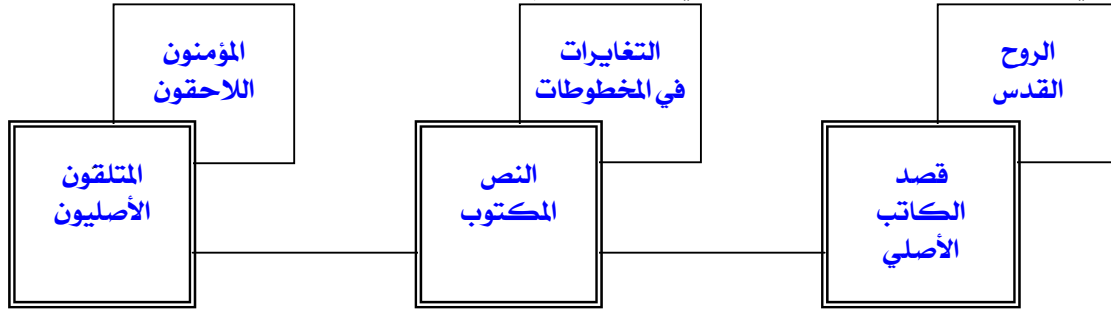 الروح
القدس
التغايرات
في المخطوطات
المؤمنون
اللاحقون
قصد
الكاتب
الأصلي
النص
المكتوب
المتلقون
الأصليون